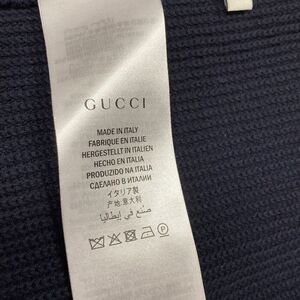 GUCCI
MADE IN ITALY
FABRIQUE EN ITALIE
HERGESTELLT IN ITALIEN
HECHO EN ITALIA
PRODUZIDO NA ITALIA
СДЕЛАНО В ИТАЛИИ
イタリア製
产地:意大利
صنع في إيطاليا
P